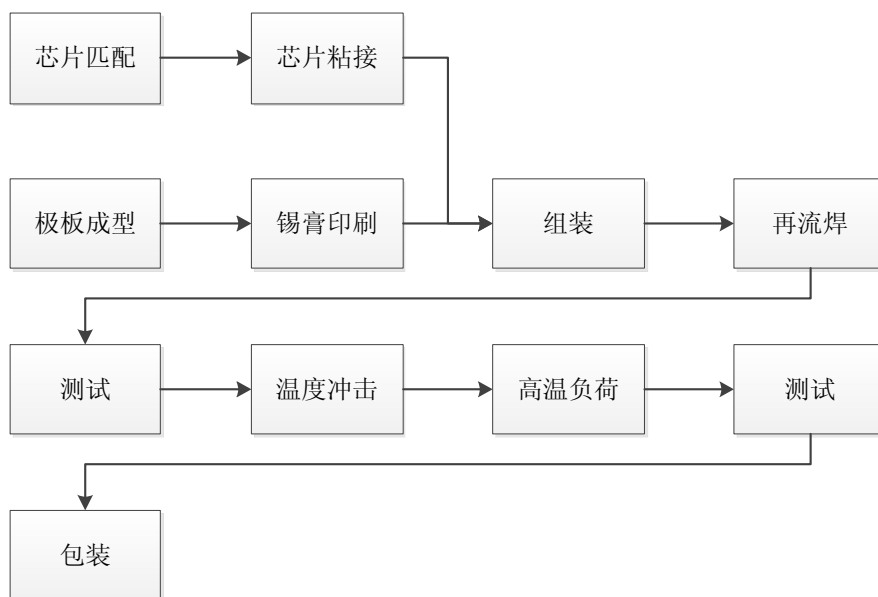 芯片匹配
芯片粘接
极板成型
锡膏印刷
组装
再流焊
测试
温度冲击
高温负荷
测试
包装